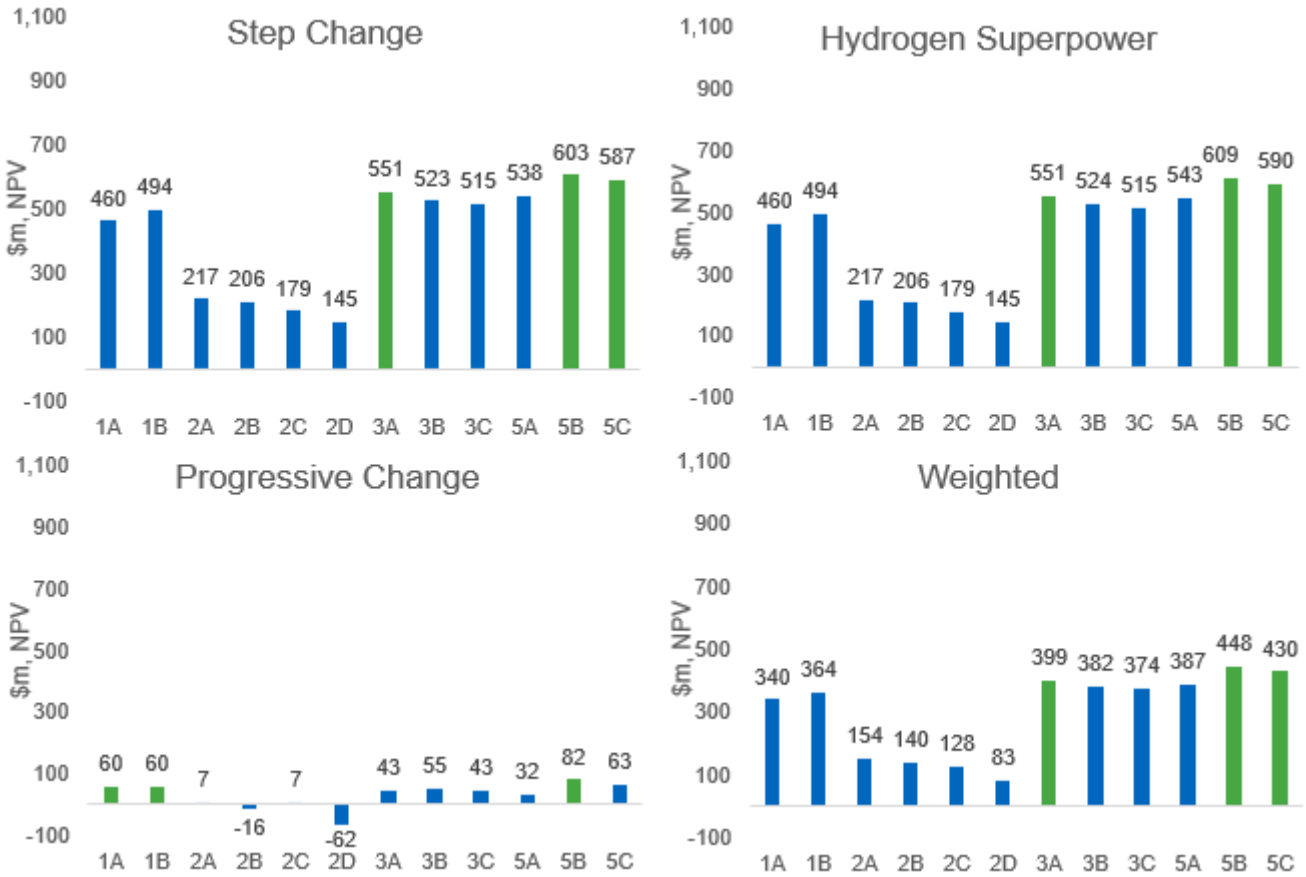 Step Change
$m, NPV
1,100
900
700
500
300
100
-100
460 494 217 206 179 145 551 523 515 538 603 587
1A 1B 2A 2B 2C 2D 3A 3B 3C 5A 5B 5C
Hydrogen Superpower
$m, NPV
1,100
900
700
500
300
100
-100
460 494 217 206 179 145 551 524 515 543 609 590
1A 1B 2A 2B 2C 2D 3A 3B 3C 5A 5B 5C
Progressive Change
$m, NPV
1,100
900
700
500
300
100
-100
60 60 7 -16 7 -62 43 55 43 32 82 63
1A 1B 2A 2B 2C 2D 3A 3B 3C 5A 5B 5C
Weighted
$m, NPV
1,100
900
700
500
300
100
-100
340 364 154 140 128 83 399 382 374 387 448 430
1A 1B 2A 2B 2C 2D 3A 3B 3C 5A 5B 5C